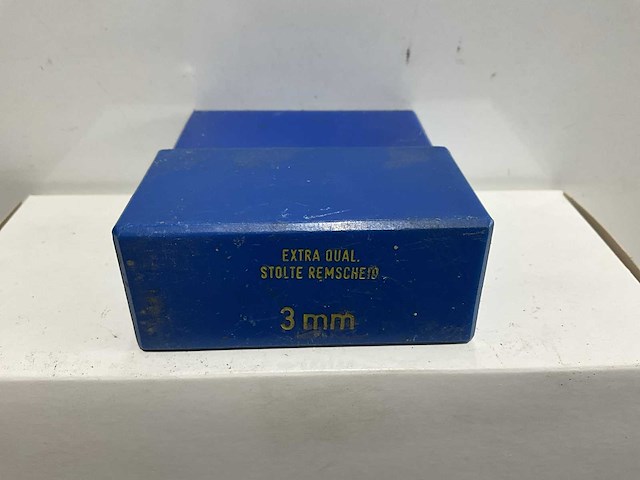 EXTRA QUAL.
STOLTE REMSCHEID
3 mm